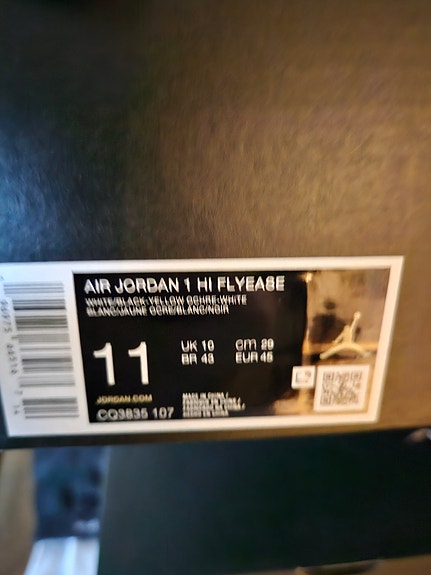 AIR JORDAN 1 HI FLYEASE
WHITE/BLACK-YELLOW OCHRE-WHITE
BLANC/JAUNE OCRE/BLANC/NOIR
11
UK 10 cm 29
BR 43 EUR 45
JORDAN.COM
CQ3835 107
MADE IN CHINA /